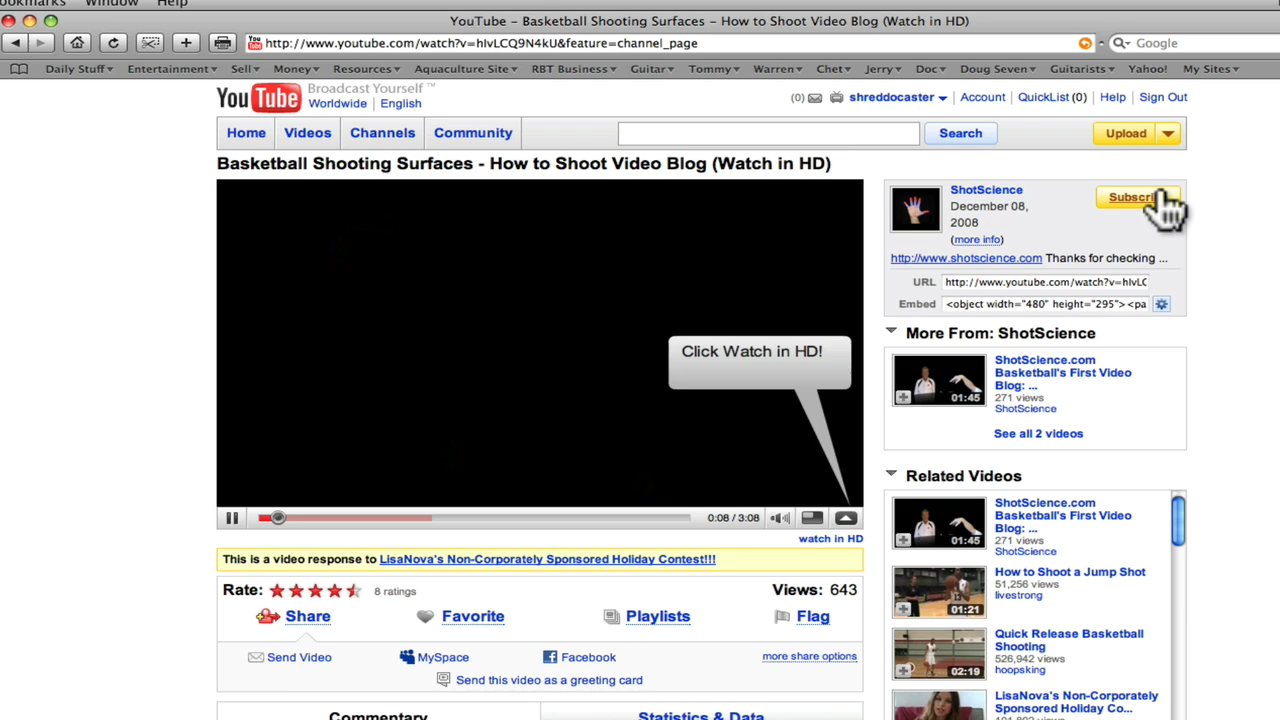 ookmarks Window Help
YouTube - Basketball Shooting Surfaces - How to Shoot Video Blog (Watch in HD)
http://www.youtube.com/watch?v=hIvLCQ9N4kU&feature=channel_page
Google
Daily Stuff Entertainment Sell Money Resources Aquaculture Site RBT Business Guitar Tommy Warren Chet Jerry Doc Doug Seven Guitarists Yahoo! My Sites
YouTube
Broadcast Yourself ™
Worldwide | English
(0) shreddocaster Account QuickList (0) Help Sign Out
Home Videos Channels Community
Search
Upload
Basketball Shooting Surfaces - How to Shoot Video Blog (Watch in HD)
Click Watch in HD!
0:08 / 3:08
watch in HD
This is a video response to LisaNova's Non-Corporately Sponsored Holiday Contest!!!
Rate: 8 ratings Views: 643
Share Favorite Playlists Flag
Send Video MySpace Facebook more share options
Send this video as a greeting card
Commentary Statistics & Data
ShotScience
December 08,
2008
(more info)
Subscri
http://www.shotscience.com Thanks for checking ...
URL http://www.youtube.com/watch?v=hIvLC
Embed <object width="480" height="295"><pa
More From: ShotScience
01:45
ShotScience.com
Basketball's First Video
Blog: ...
271 views
ShotScience
See all 2 videos
Related Videos
01:45
ShotScience.com
Basketball's First Video
Blog: ...
271 views
ShotScience
01:21
How to Shoot a Jump Shot
51,256 views
livestrong
02:19
Quick Release Basketball
Shooting
526,942 views
hoopsking
LisaNova's Non-Corporately
Sponsored Holiday Co...